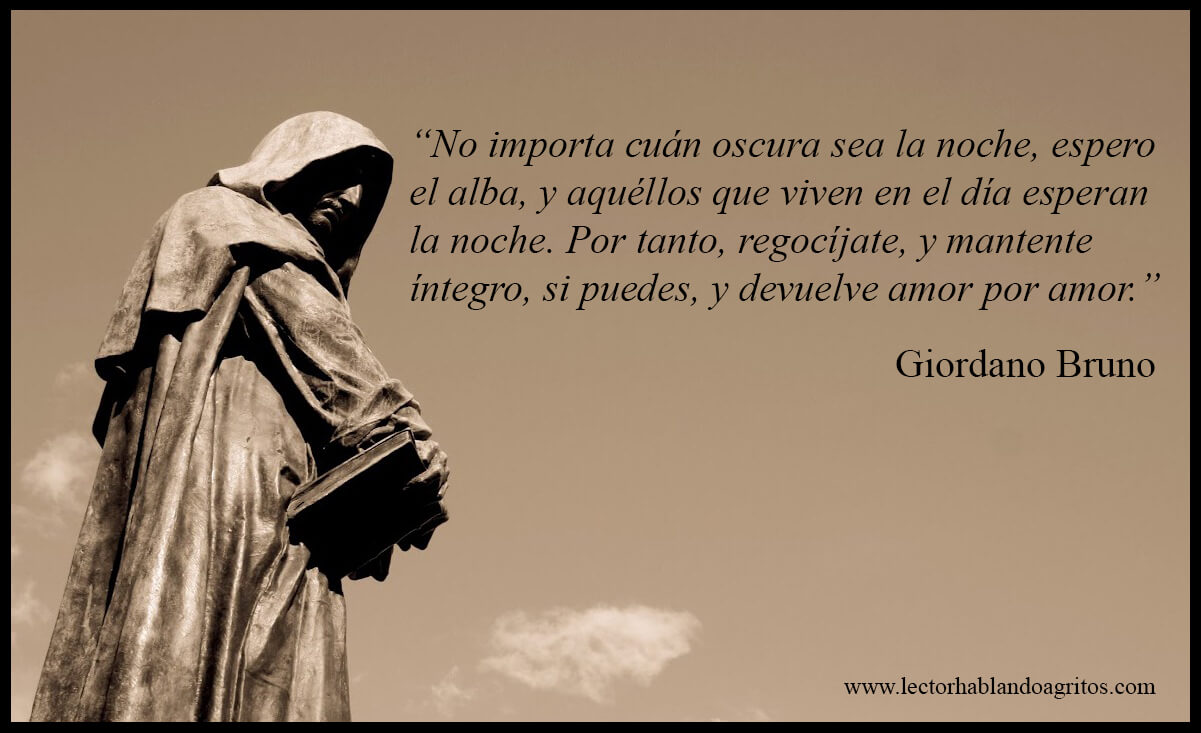 “No importa cuán oscura sea la noche, espero
el alba, y aquéllos que viven en el día esperan
la noche. Por tanto, regocíjate, y mantente
íntegro, si puedes, y devuelve amor por amor.”
Giordano Bruno
www.lectorhablandoagritos.com